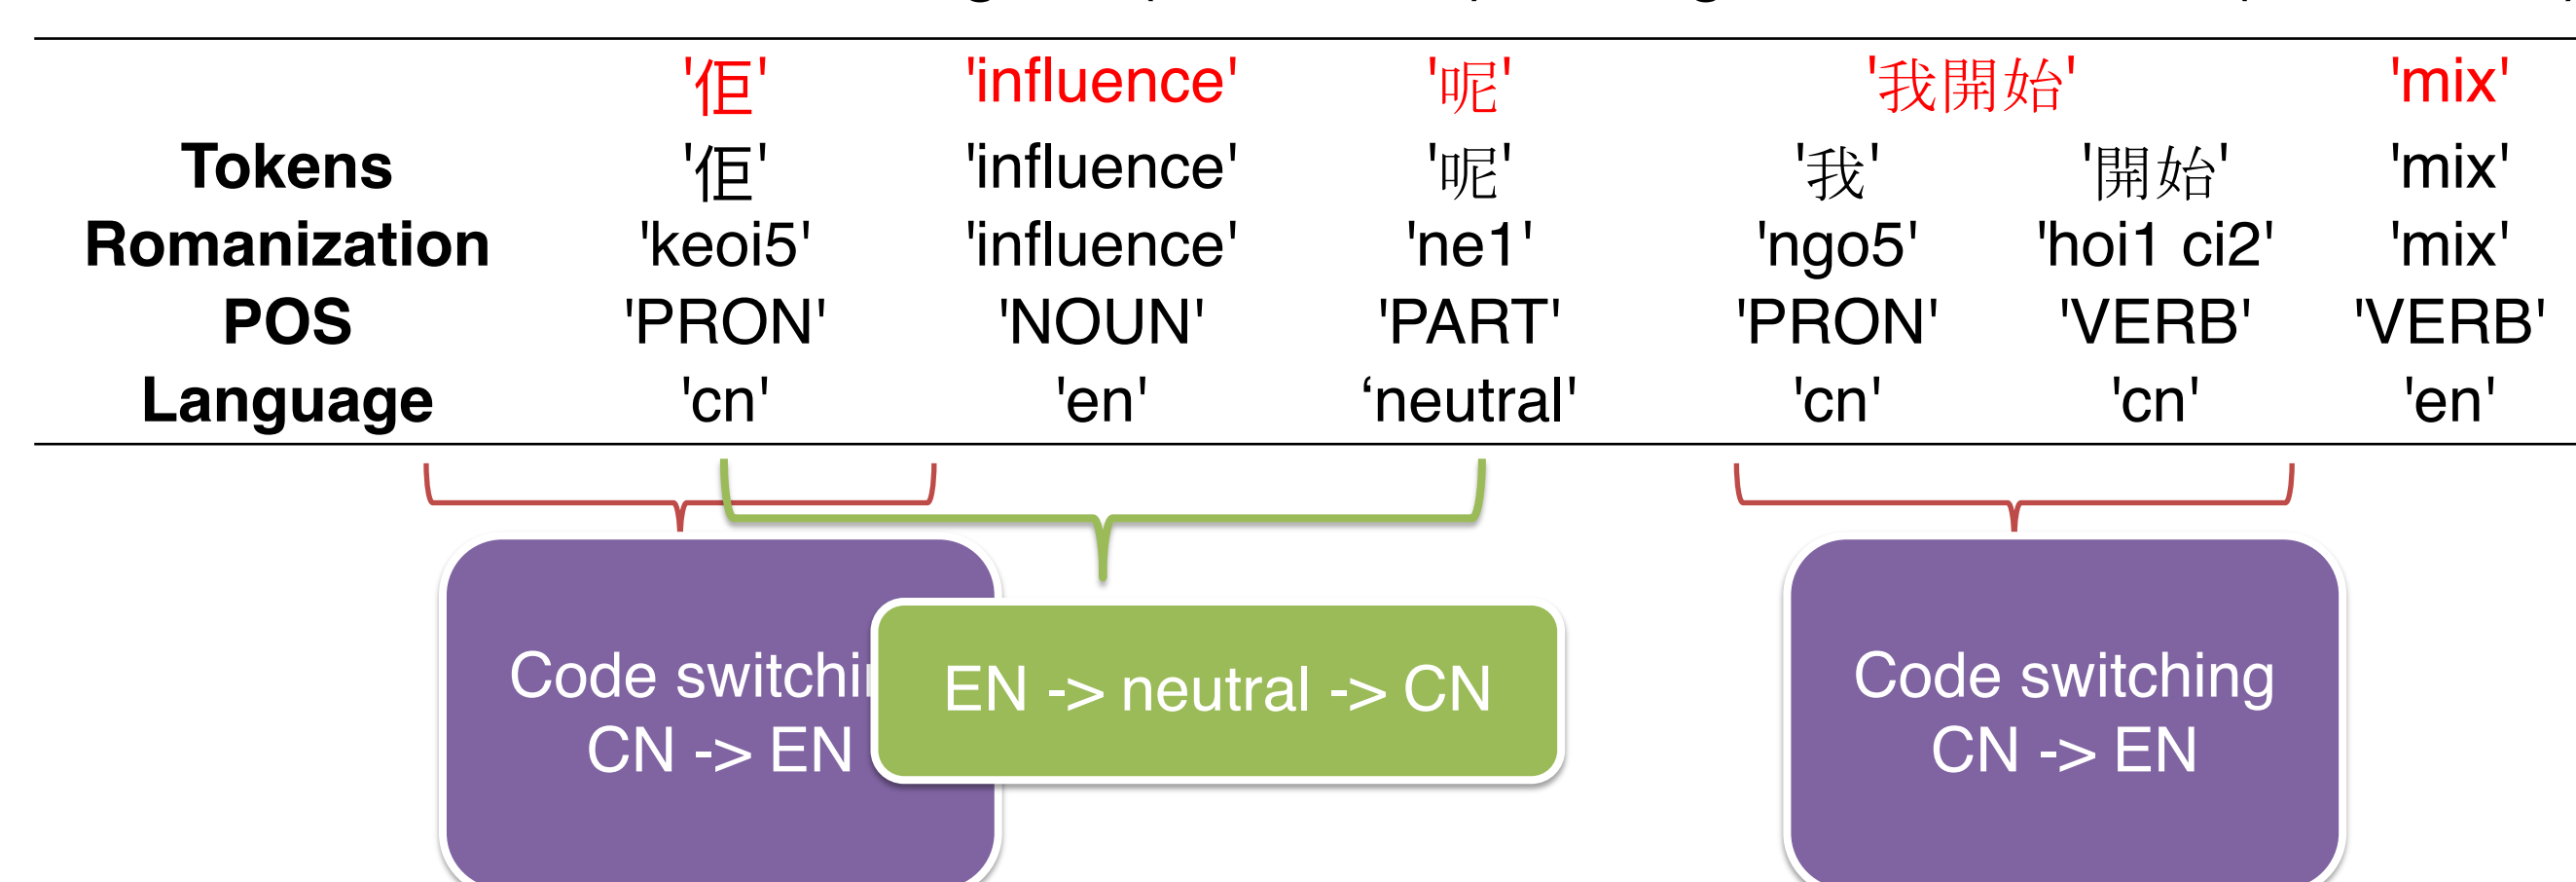 '佢' 'influence' '呢' '我開始' 'mix'
Tokens '佢' 'influence' '呢' '我' '開始' 'mix'
Romanization 'keoi5' 'influence' 'ne1' 'ngo5' 'hoi1 ci2' 'mix'
POS 'PRON' 'NOUN' 'PART' 'PRON' 'VERB' 'VERB'
Language 'cn' 'en' ‘neutral' 'cn' 'cn' 'en'
Code switchi
CN -> EN
EN -> neutral -> CN
Code switching
CN -> EN